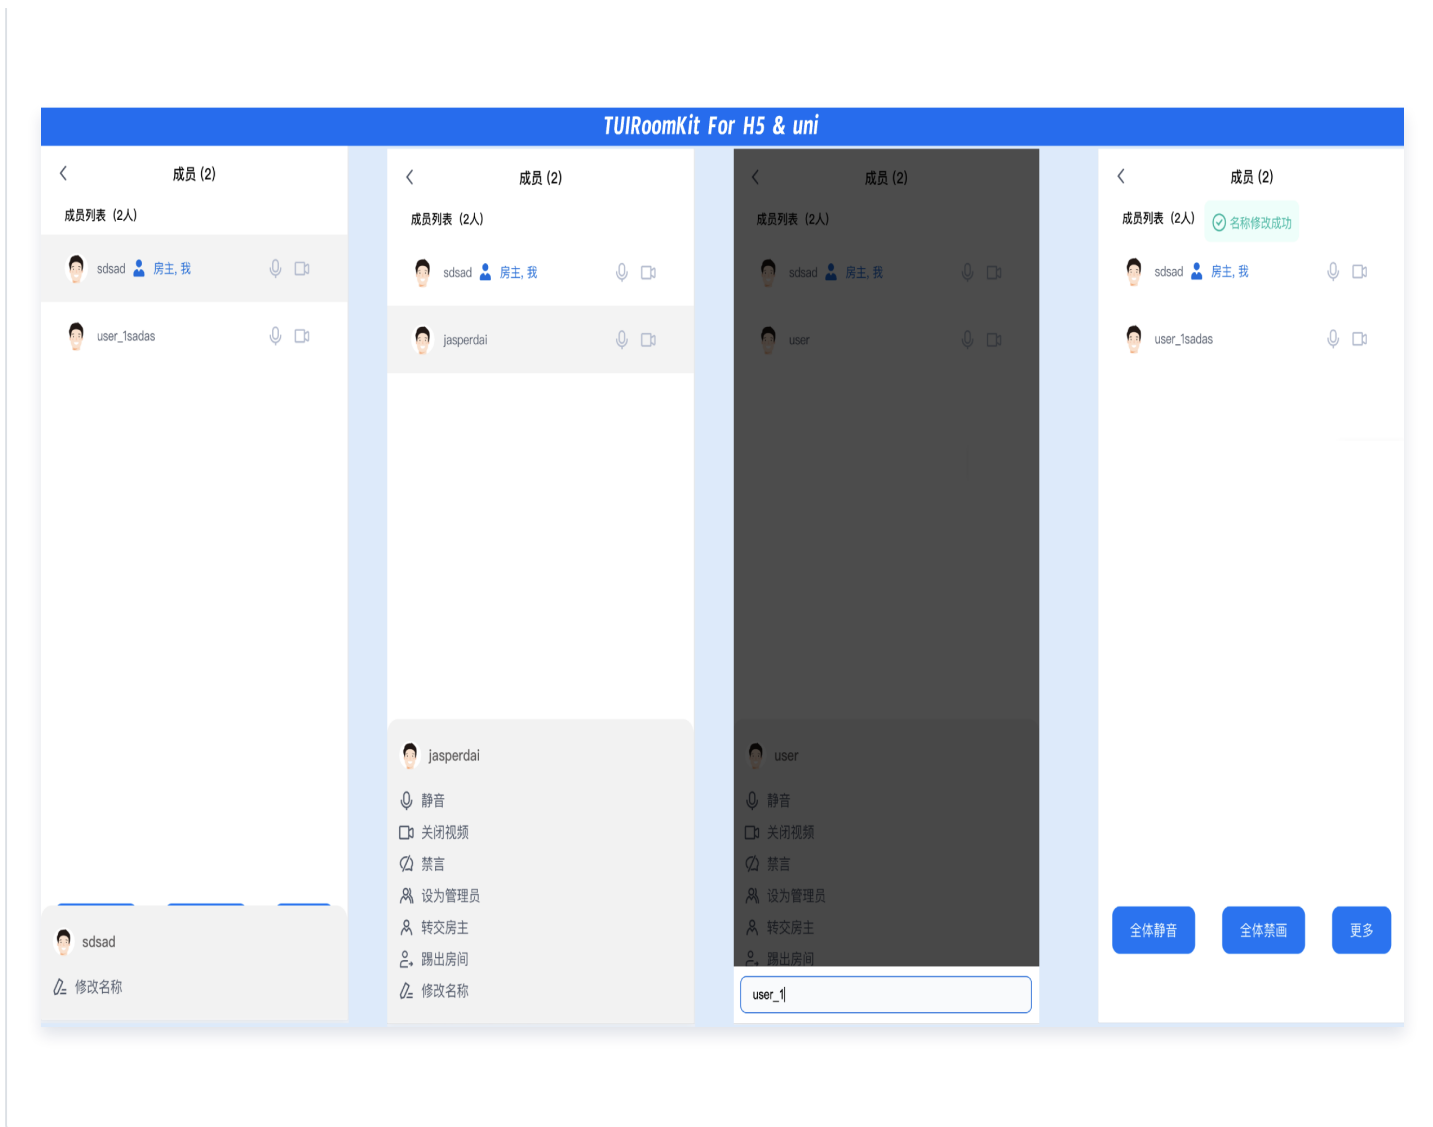 TUIRoomKit For H5 & uni
成员 (2)
成员列表（2人）
sdsad 房主, 我
user_1sadas
sdsad
修改名称
成员 (2)
成员列表（2人）
sdsad 房主, 我
jasperdai
jasperdai
静音
关闭视频
禁言
设为管理员
转交房主
踢出房间
修改名称
成员 (2)
成员列表（2人）
sdsad 房主, 我
user
user
静音
关闭视频
禁言
设为管理员
转交房主
踢出房间
user_1
成员 (2)
成员列表（2人）
名称修改成功
sdsad 房主, 我
user_1sadas
全体静音
全体禁画
更多